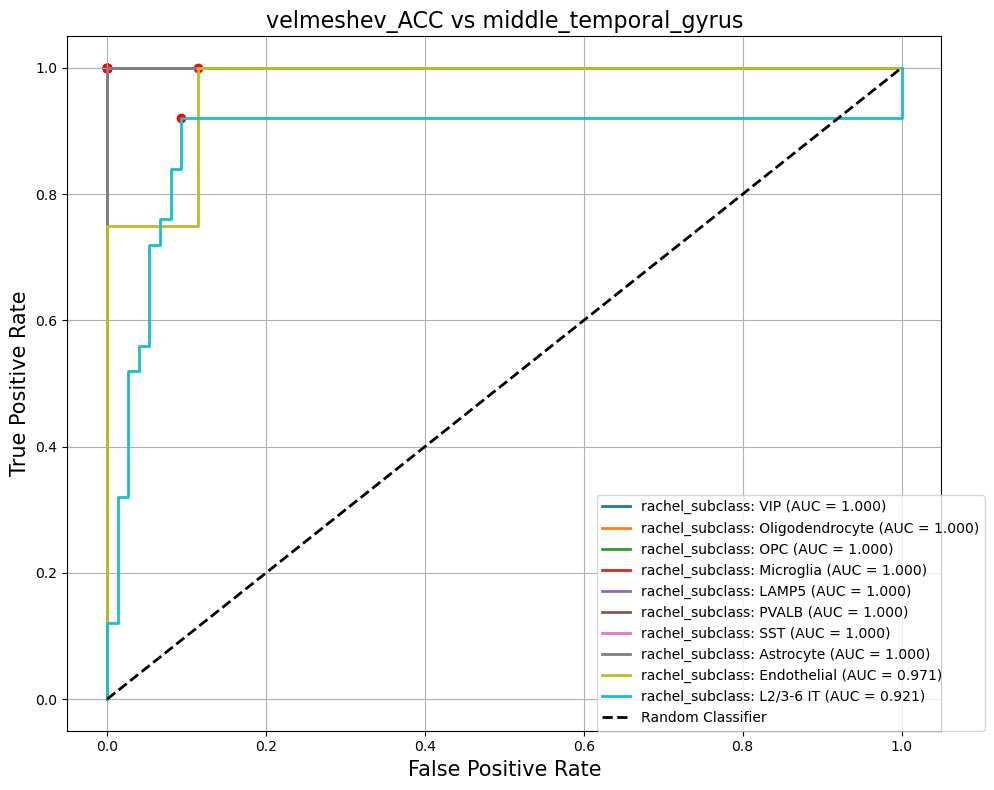 velmeshev_ACC vs middle_temporal_gyrus
True Positive Rate
1.0
0.8
0.6
0.4
0.2
0.0
rachel_subclass: VIP (AUC = 1.000)
rachel_subclass: Oligodendrocyte (AUC = 1.000)
rachel_subclass: OPC (AUC = 1.000)
rachel_subclass: Microglia (AUC = 1.000)
rachel_subclass: LAMP5 (AUC = 1.000)
rachel_subclass: PVALB (AUC = 1.000)
rachel_subclass: SST (AUC = 1.000)
rachel_subclass: Astrocyte (AUC = 1.000)
rachel_subclass: Endothelial (AUC = 0.971)
rachel_subclass: L2/3-6 IT (AUC = 0.921)
Random Classifier
0.0 0.2 0.4 0.6 0.8 1.0
False Positive Rate